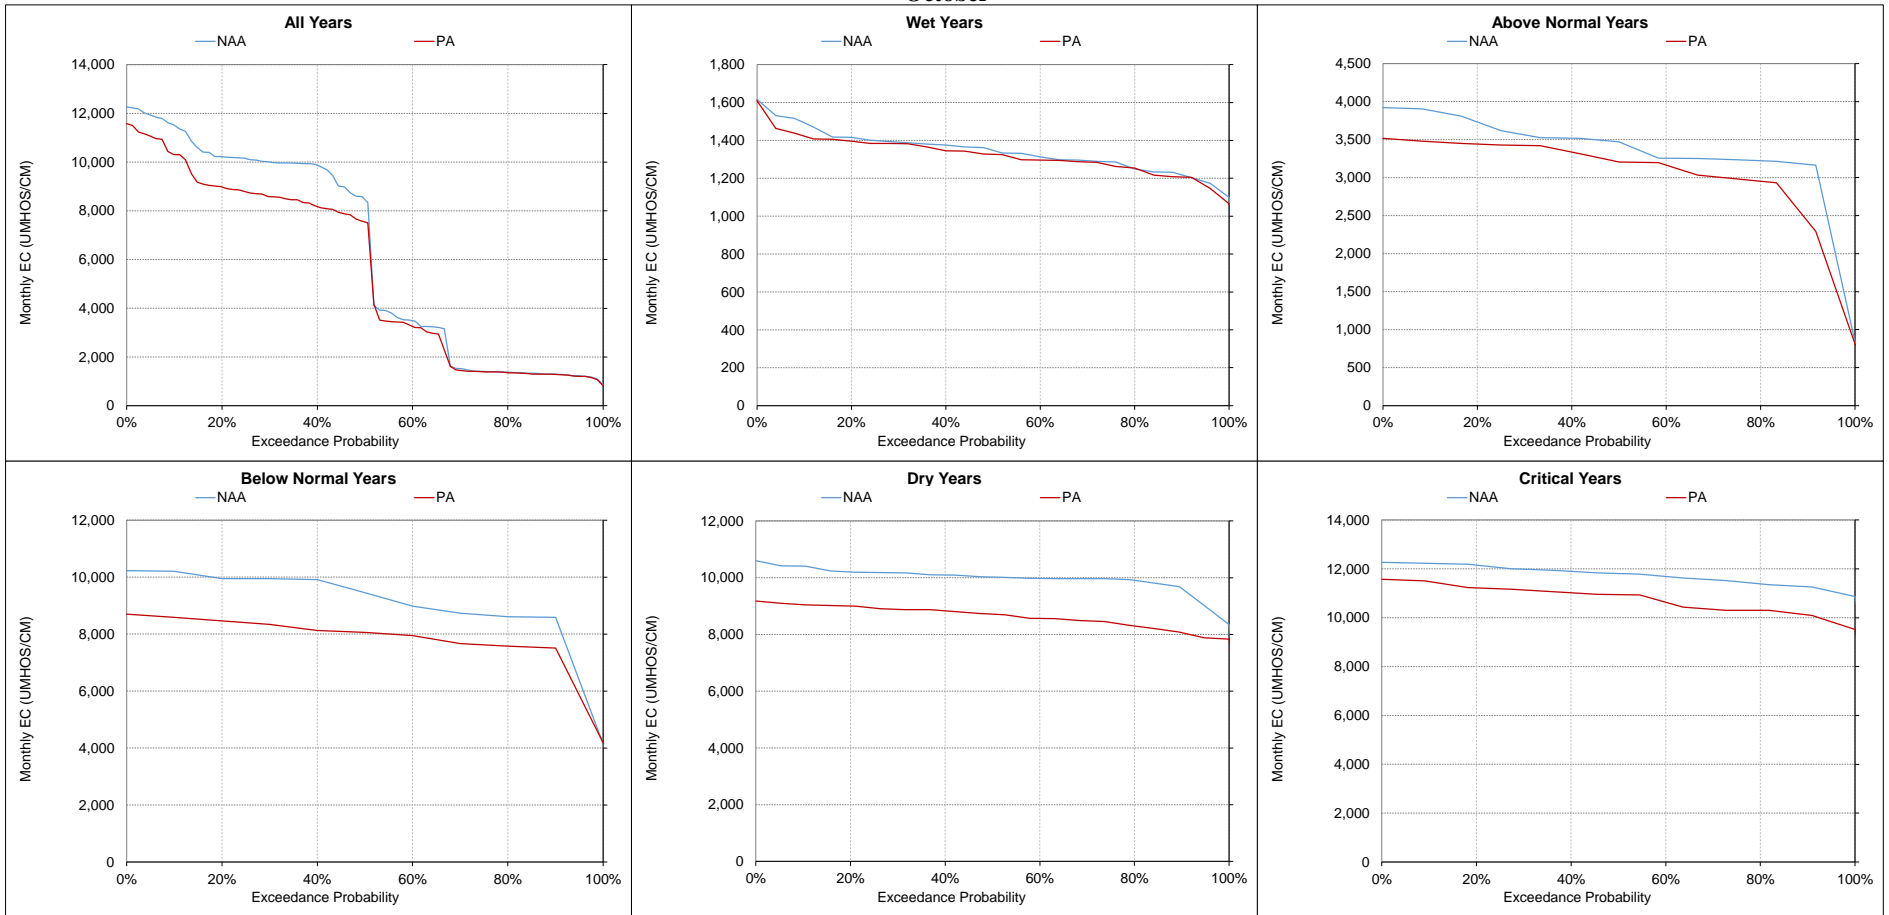 October
All Years
NAA PA
14,000
12,000
10,000
8,000
6,000
4,000
2,000
0
0% 20% 40% 60% 80% 100%
Exceedance Probability
Monthly EC (UMHOS/CM)
Wet Years
NAA PA
1,800
1,600
1,400
1,200
1,000
800
600
400
200
0
0% 20% 40% 60% 80% 100%
Exceedance Probability
Monthly EC (UMHOS/CM)
Above Normal Years
NAA PA
4,500
4,000
3,500
3,000
2,500
2,000
1,500
1,000
500
0
0% 20% 40% 60% 80% 100%
Exceedance Probability
Monthly EC (UMHOS/CM)
Below Normal Years
NAA PA
12,000
10,000
8,000
6,000
4,000
2,000
0
0% 20% 40% 60% 80% 100%
Exceedance Probability
Monthly EC (UMHOS/CM)
Dry Years
NAA PA
12,000
10,000
8,000
6,000
4,000
2,000
0
0% 20% 40% 60% 80% 100%
Exceedance Probability
Monthly EC (UMHOS/CM)
Critical Years
NAA PA
14,000
12,000
10,000
8,000
6,000
4,000
2,000
0
0% 20% 40% 60% 80% 100%
Exceedance Probability
Monthly EC (UMHOS/CM)